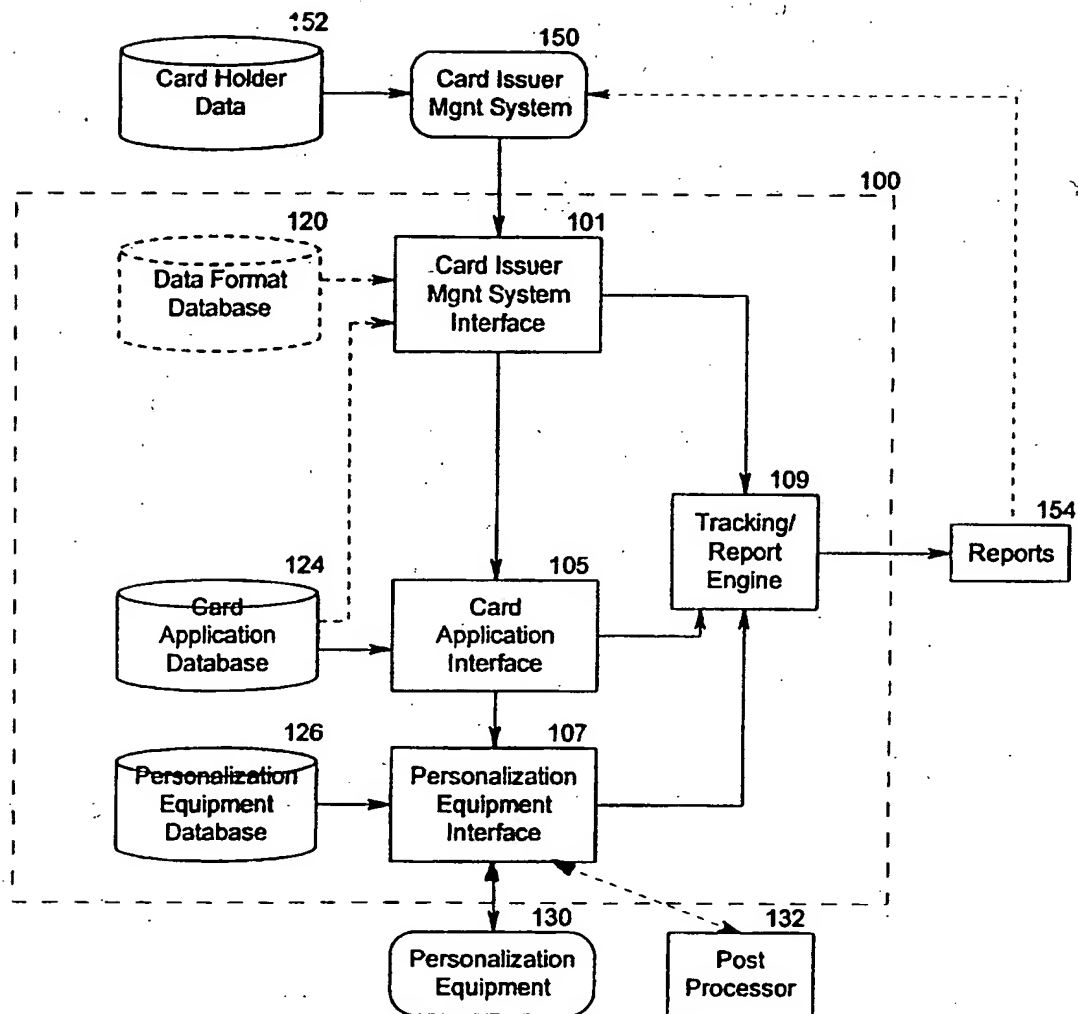 152
Card Holder
Data
150
Card Issuer
Mgnt System
100
120
Data Format
Database
101
Card Issuer
Mgnt System
Interface
109
Tracking/
Report
Engine
154
Reports
124
Card
Application
Database
105
Card
Application
Interface
126
Personalization
Equipment
Database
107
Personalization
Equipment
Interface
130
Personalization
Equipment
132
Post
Processor